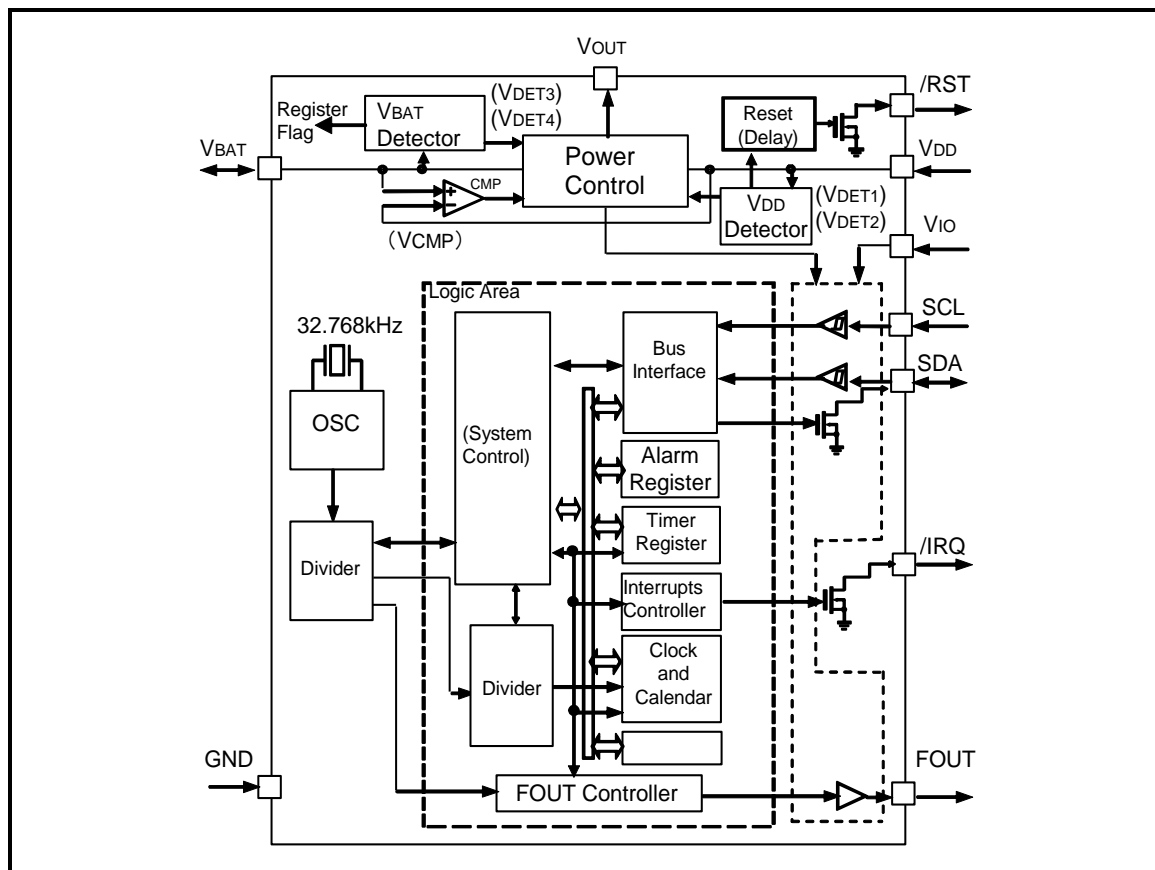 VOUT
/RST
(VDET3)
(VDET4)
Register
Flag
VBAT
Detector
Reset
(Delay)
VBAT
Power
Control
VDD
CMP
+
−
(VCMP)
VDD
Detector
(VDET1)
(VDET2)
VIO
Logic Area
32.768kHz
SCL
Bus
Interface
SDA
OSC
(System
Control)
Alarm
Register
Timer
Register
/IRQ
Divider
Interrupts
Controller
Clock
and
Calendar
Divider
GND
FOUT
FOUT Controller